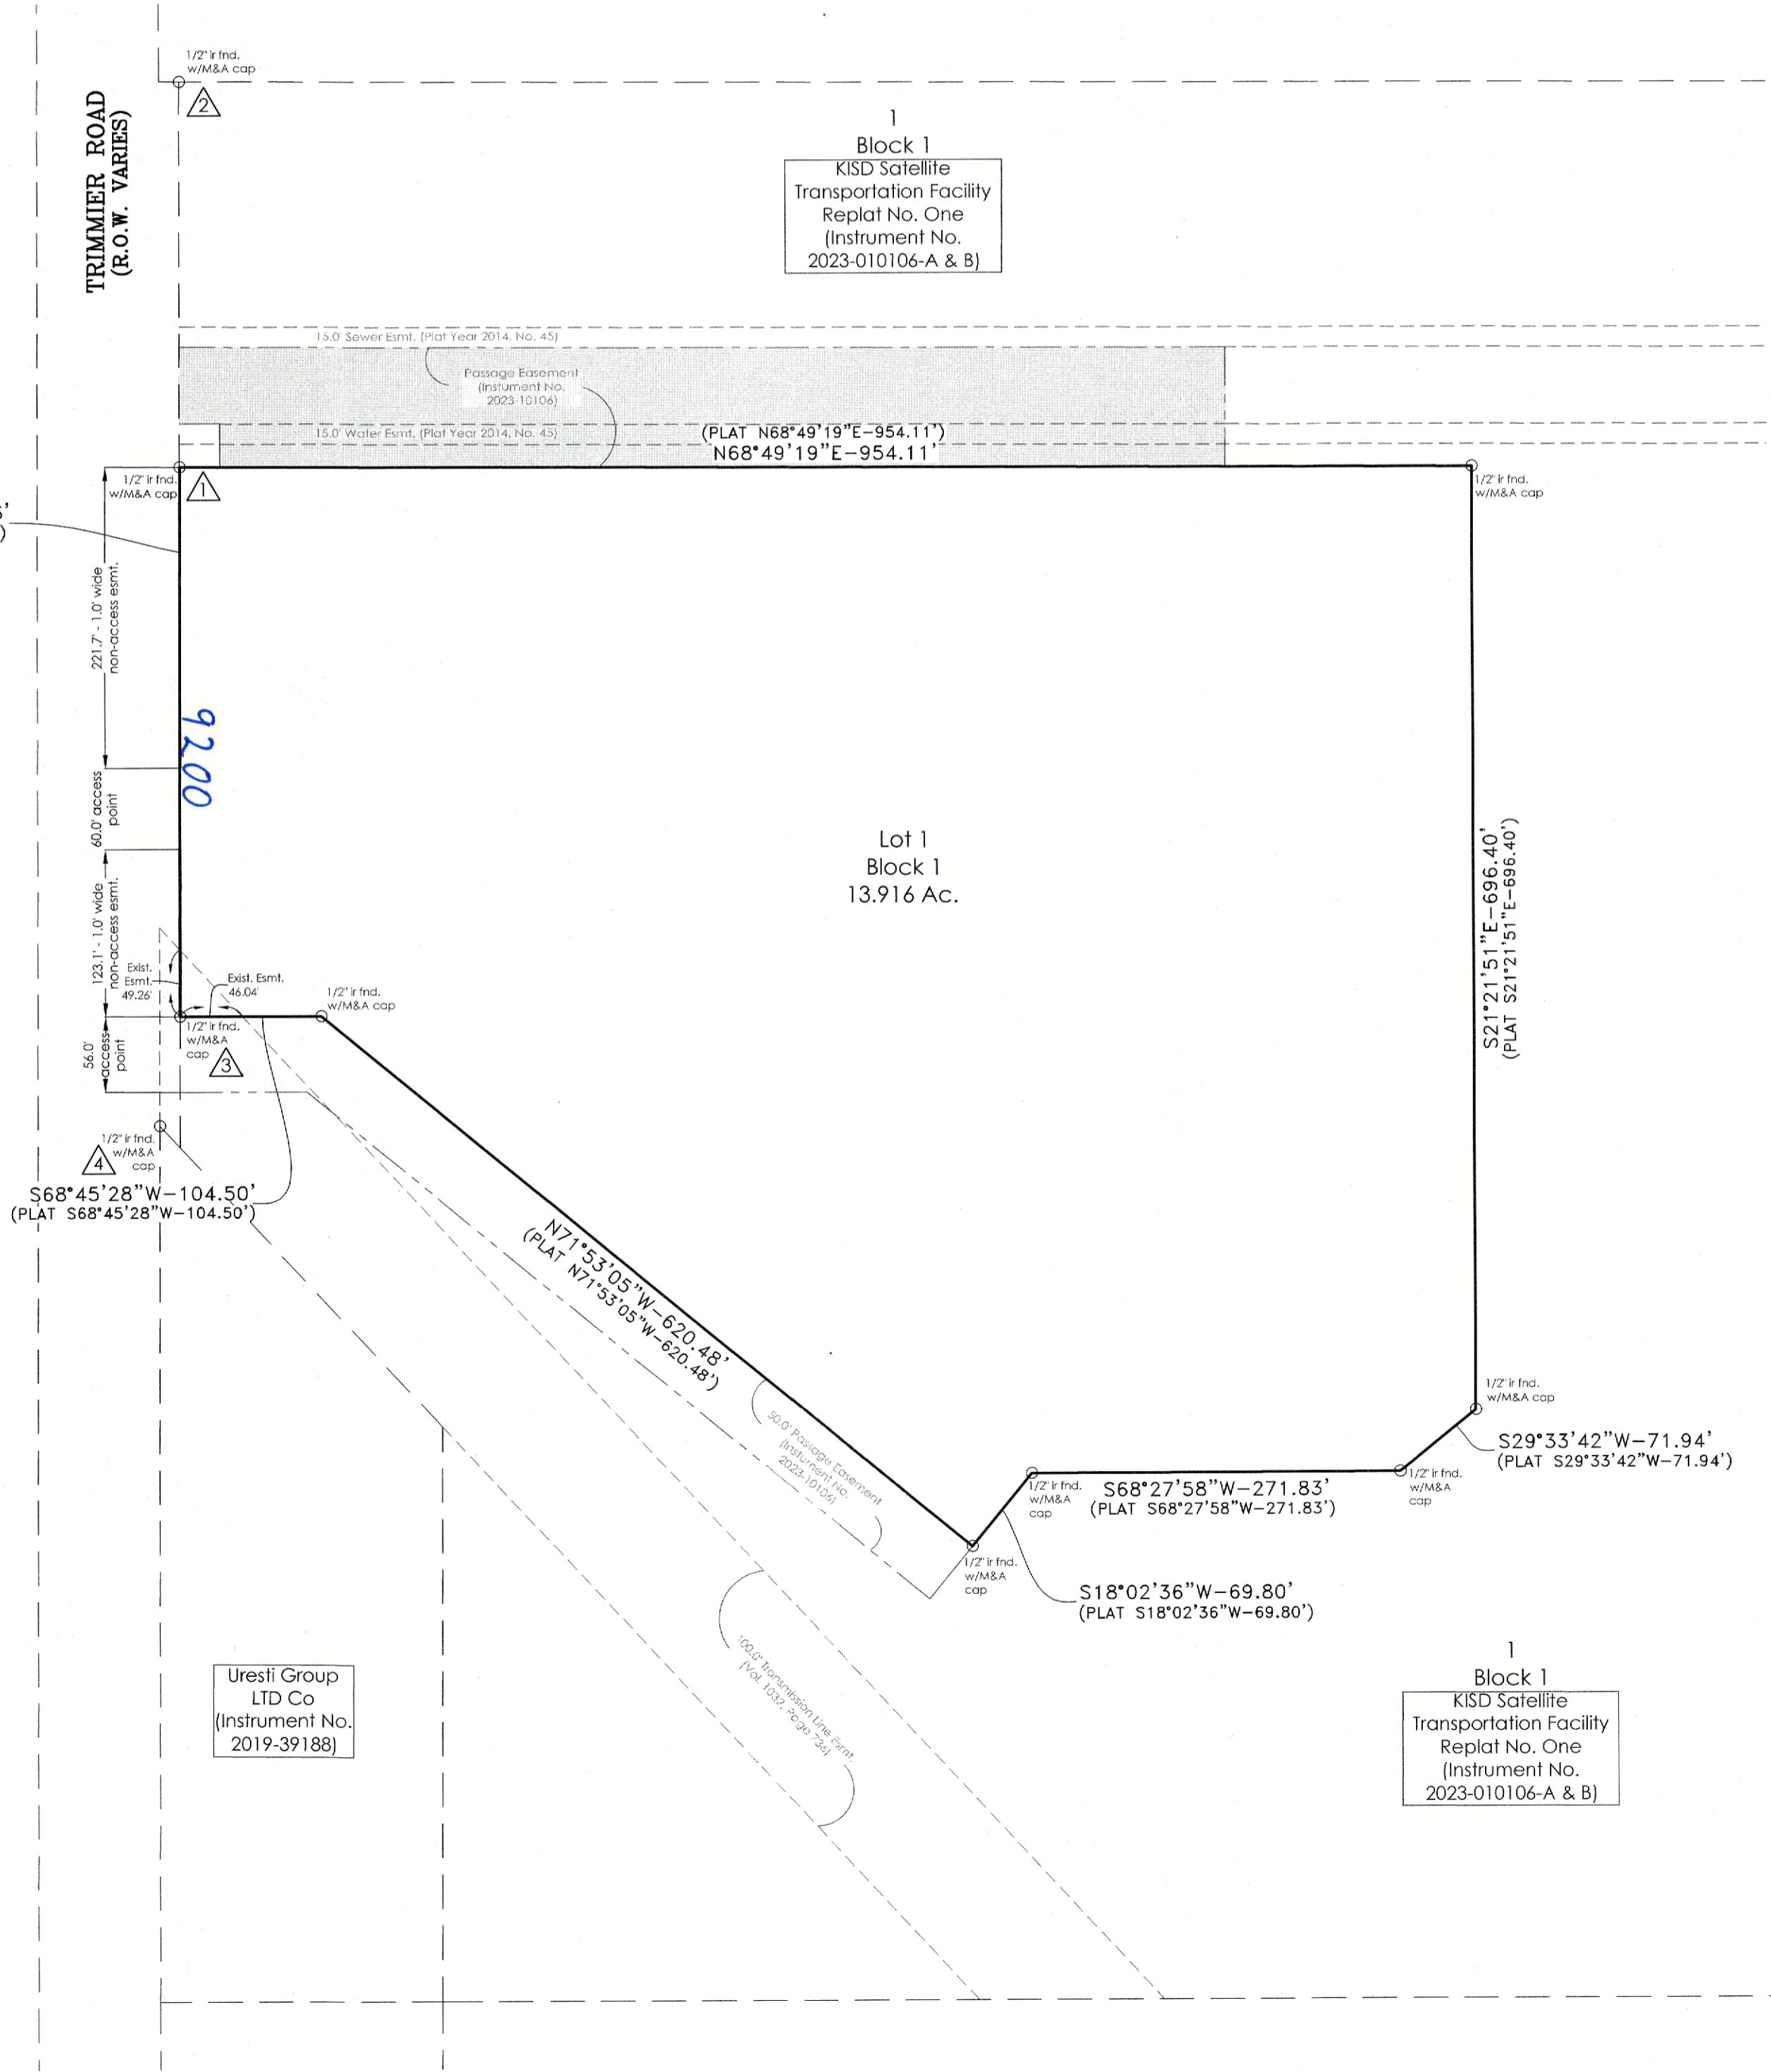 1/2" ir fnd.
w/M&A cap
2
TRIMMIER ROAD
(R.O.W. VARIES)
1
Block 1
KISD Satellite
Transportation Facility
Replat No. One
(Instrument No.
2023-010106-A & B)
15.0' Sewer Esmt. (Plat Year 2014, No. 45)
Passage Easement
(Instument No.
2023-10106)
15.0' Water Esmt. (Plat Year 2014, No. 45)
(PLAT N68°49'19"E-954.11')
N68°49'19"E-954.11'
1/2" ir fnd.
w/M&A cap
1
1/2" ir fnd.
w/M&A cap
221.7' - 1.0' wide
non-access esmt.
9200
60.0' access
point
123.1' - 1.0' wide
non-access esmt.
Lot 1
Block 1
13.916 Ac.
S21°21'51"E-696.40'
(PLAT S21°21'51"E-696.40')
Exist.
Esmt.
49.26'
Exist. Esmt.
46.04'
1/2" ir fnd.
w/M&A cap
1/2" ir fnd.
w/M&A
cap
3
56.0'
access
point
1/2" ir fnd.
w/M&A
cap
4
S68°45'28"W-104.50'
(PLAT S68°45'28"W-104.50')
N71°53'05"W-620.48'
(PLAT N71°53'05"W-620.48')
50.0' Passage Easement
(Instument No.
2023-10106)
1/2" ir fnd.
w/M&A cap
S29°33'42"W-71.94'
(PLAT S29°33'42"W-71.94')
1/2" ir fnd.
w/M&A
cap
S68°27'58"W-271.83'
(PLAT S68°27'58"W-271.83')
1/2" ir fnd.
w/M&A
cap
1/2" ir fnd.
w/M&A
cap
S18°02'36"W-69.80'
(PLAT S18°02'36"W-69.80')
100.0' Transmission Line Esmt.
(Vol. 1032, Page 736)
Uresti Group
LTD Co
(Instrument No.
2019-39188)
1
Block 1
KISD Satellite
Transportation Facility
Replat No. One
(Instrument No.
2023-010106-A & B)